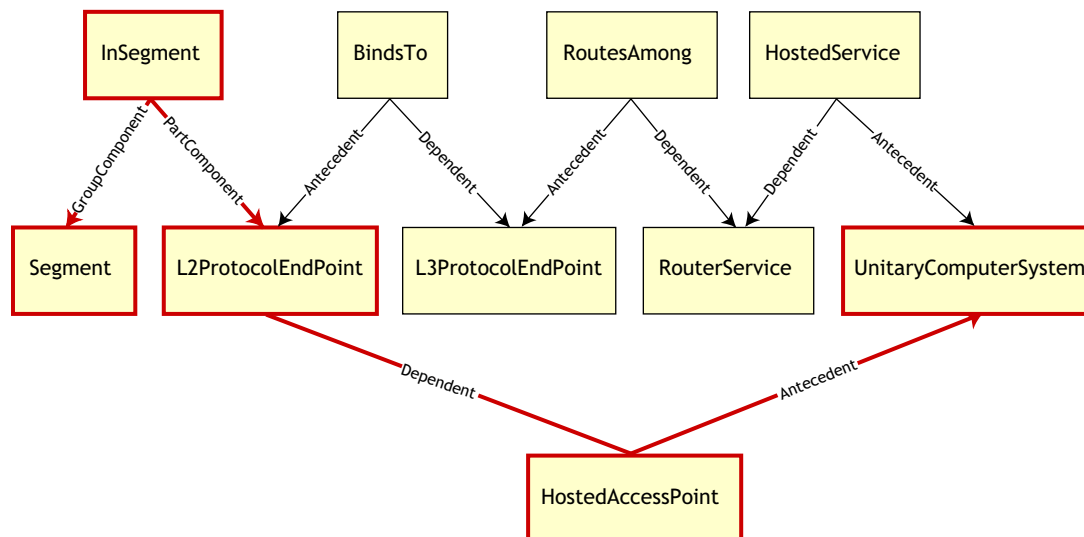 InSegment
BindsTo
RoutesAmong
HostedService
GroupComponent
PartComponent
Antecedent
Dependent
Antecedent
Dependent
Dependent
Antecedent
Segment
L2ProtocolEndPoint
L3ProtocolEndPoint
RouterService
UnitaryComputerSystem
Dependent
Antecedent
HostedAccessPoint